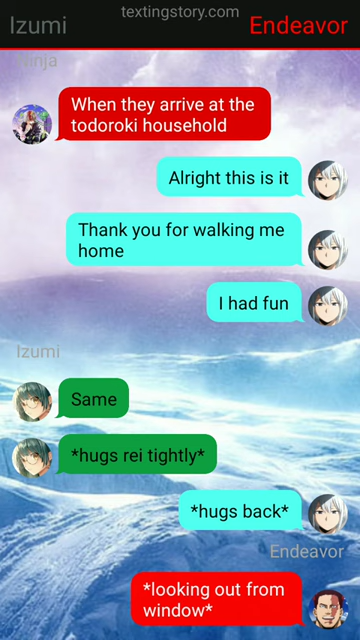 textingstory.com
Izumi
Endeavor
When they arrive at the
todoroki household
Alright this is it
Thank you for walking me
home
I had fun
Izumi
Same
*hugs rei tightly*
*hugs back*
Endeavor
*looking out from
window*